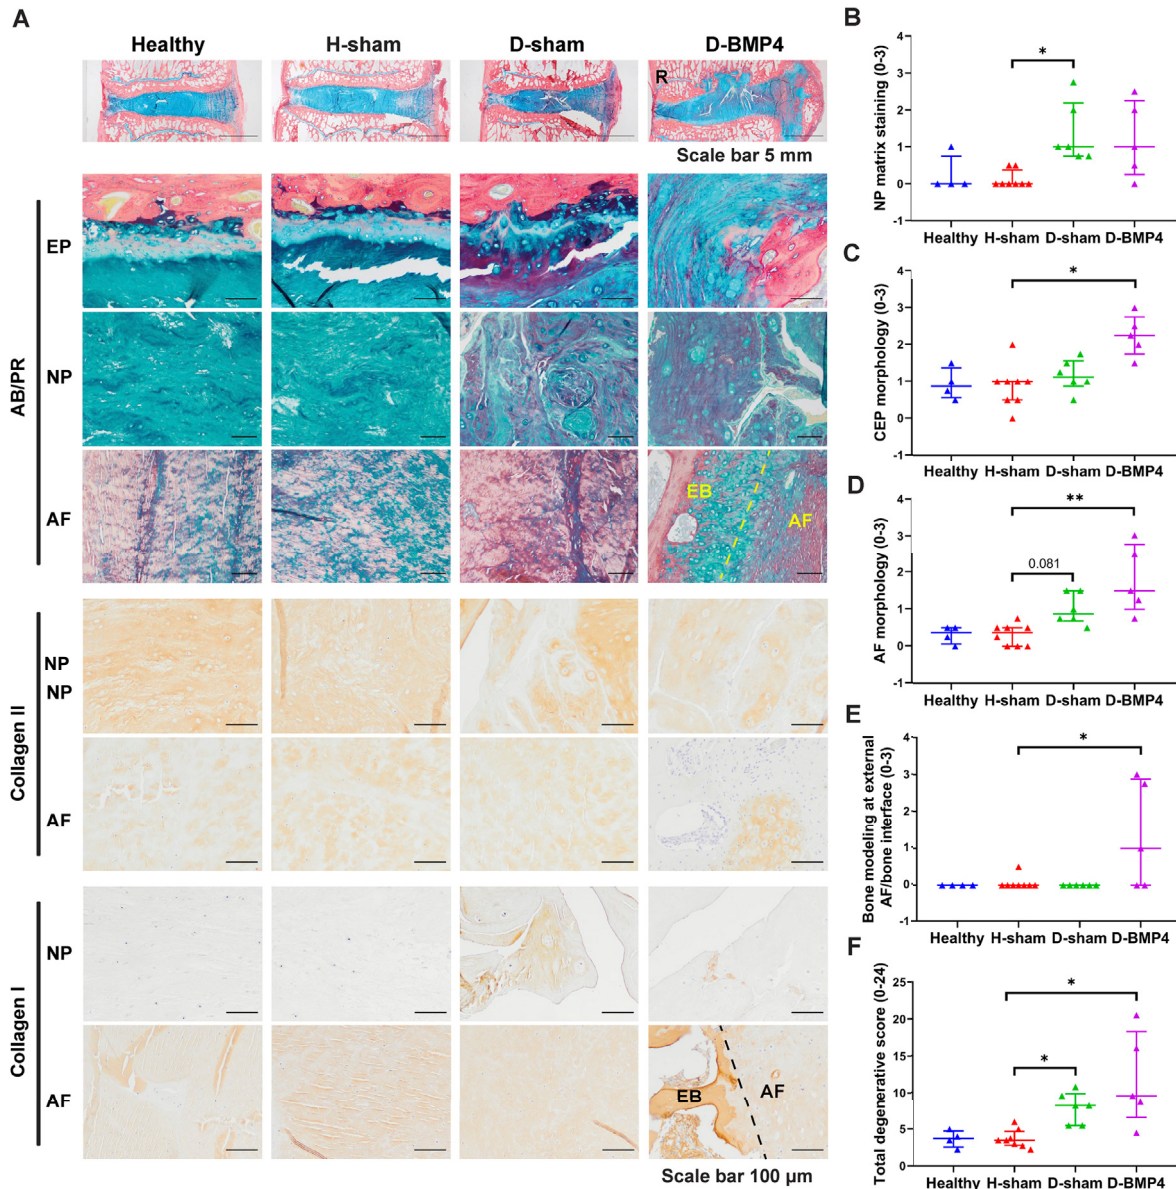 A
Healthy
H-sham
D-sham
D-BMP4
R
Scale bar 5 mm
AB/PR
EP
NP
AF
EB
AF
Collagen II
NP
NP
AF
Collagen I
NP
AF
EB
AF
Scale bar 100 µm
B
NP matrix staining (0-3)
4
3
2
1
0
-1
*
Healthy H-sham D-sham D-BMP4
C
CEP morphology (0-3)
4
3
2
1
0
-1
*
Healthy H-sham D-sham D-BMP4
D
AF morphology (0-3)
4
3
2
1
0
-1
**
0.081
Healthy H-sham D-sham D-BMP4
E
Bone modeling at external
AF/bone interface (0-3)
4
3
2
1
0
-1
*
Healthy H-sham D-sham D-BMP4
F
Total degenerative score (0-24)
25
20
15
10
5
0
*
*
Healthy H-sham D-sham D-BMP4